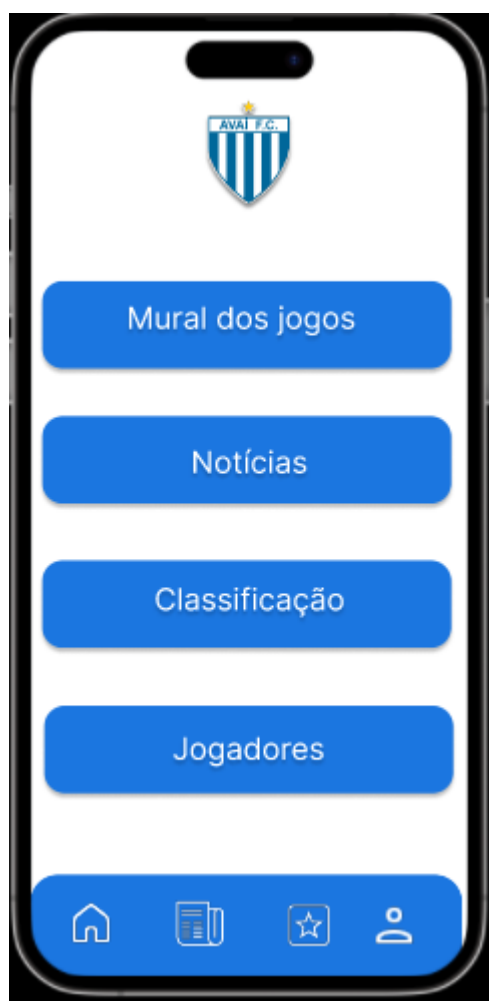 AVAÍ F.C.
Mural dos jogos
Notícias
Classificação
Jogadores